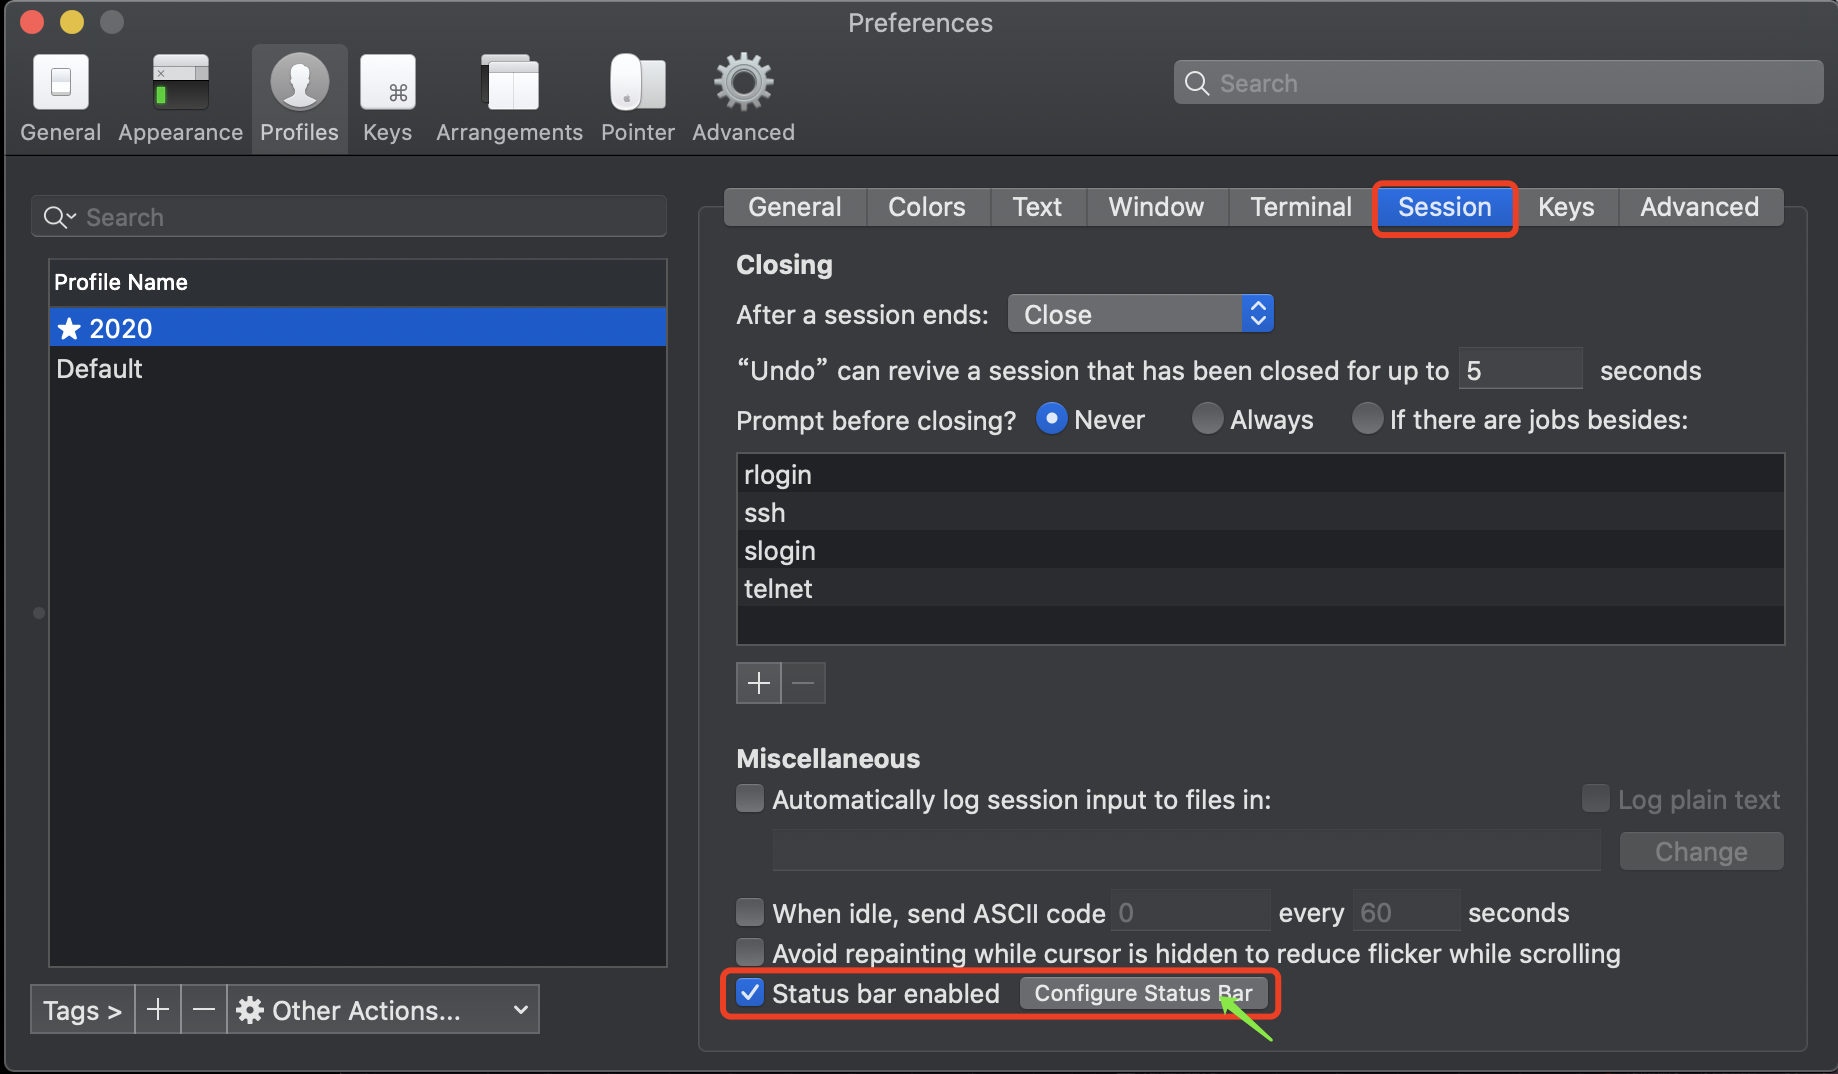 Preferences
General Appearance Profiles Keys Arrangements Pointer Advanced
Search
Search
Profile Name
★ 2020
Default
Tags > + − Other Actions...
General Colors Text Window Terminal Session Keys Advanced
Closing
After a session ends: Close
“Undo” can revive a session that has been closed for up to 5 seconds
Prompt before closing? Never Always If there are jobs besides:
rlogin
ssh
slogin
telnet
+ −
Miscellaneous
Automatically log session input to files in: Log plain text
Change
When idle, send ASCII code 0 every 60 seconds
Avoid repainting while cursor is hidden to reduce flicker while scrolling
Status bar enabled Configure Status Bar